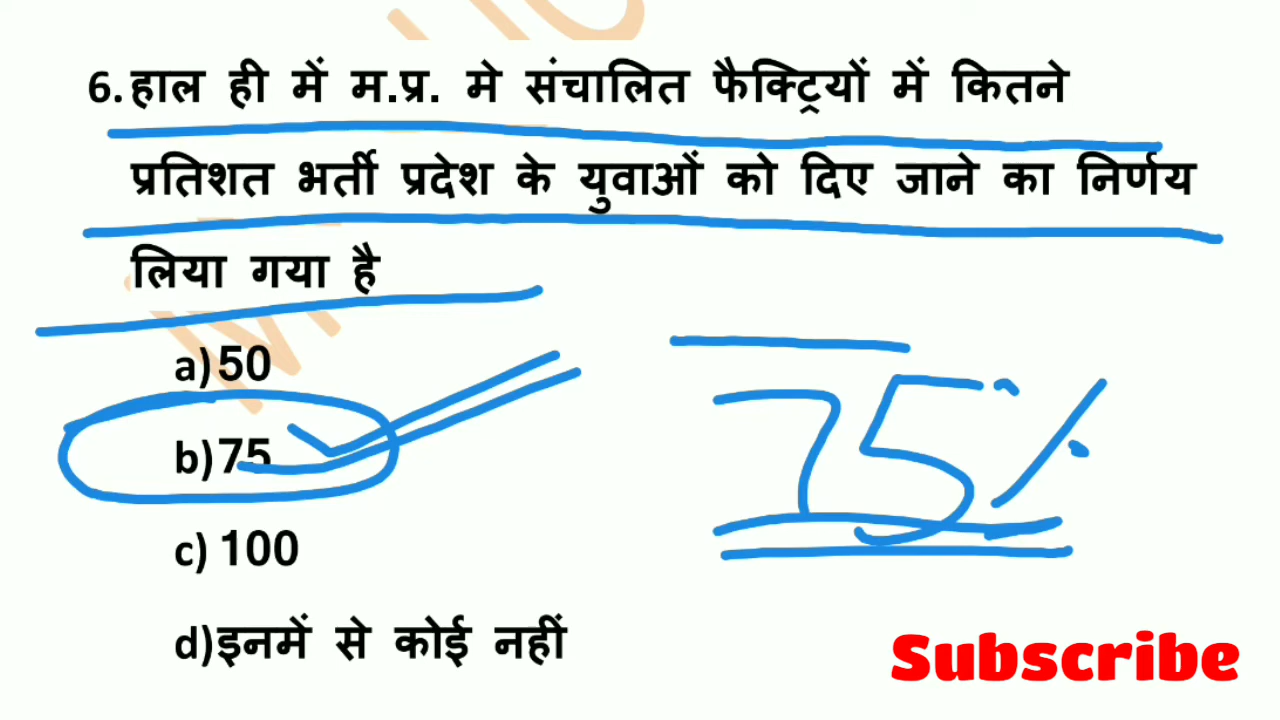 6. हाल ही में म.प्र. मे संचालित फैक्ट्रियों में कितने
प्रतिशत भर्ती प्रदेश के युवाओं को दिए जाने का निर्णय
लिया गया है
a) 50
b) 75
c) 100
d) इनमें से कोई नहीं
75%
Subscribe